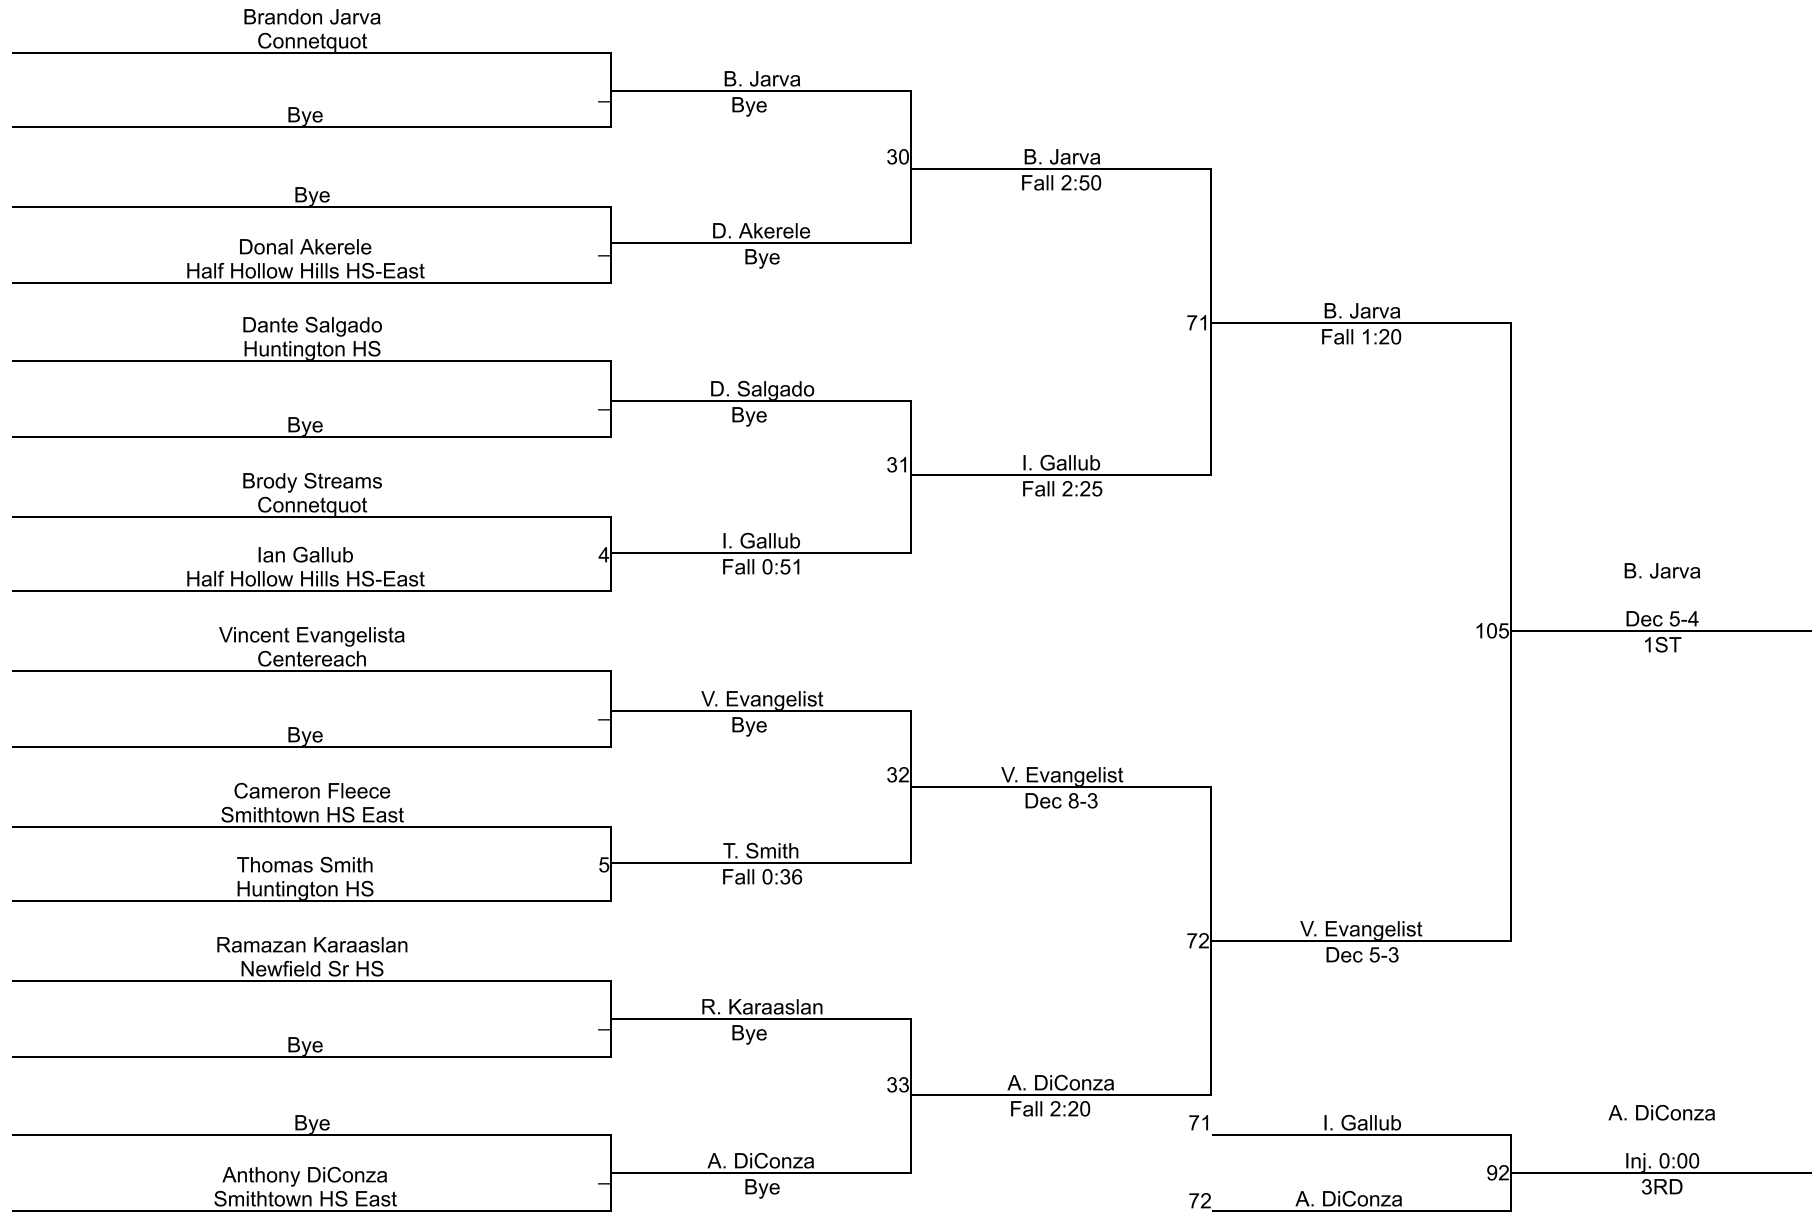 Brandon Jarva
Connetquot
Bye
Bye
Donal Akerele
Half Hollow Hills HS-East
Dante Salgado
Huntington HS
Bye
Brody Streams
Connetquot
4
Ian Gallub
Half Hollow Hills HS-East
Vincent Evangelista
Centereach
Bye
Cameron Fleece
Smithtown HS East
5
Thomas Smith
Huntington HS
Ramazan Karaaslan
Newfield Sr HS
Bye
Bye
Anthony DiConza
Smithtown HS East
B. Jarva
Bye
30
D. Akerele
Bye
D. Salgado
Bye
31
I. Gallub
Fall 0:51
V. Evangelist
Bye
32
T. Smith
Fall 0:36
R. Karaaslan
Bye
33
A. DiConza
Bye
B. Jarva
Fall 2:50
71
I. Gallub
Fall 2:25
V. Evangelist
Dec 8-3
72
A. DiConza
Fall 2:20
B. Jarva
Fall 1:20
105
V. Evangelist
Dec 5-3
B. Jarva
Dec 5-4
1ST
71
I. Gallub
92
72
A. DiConza
A. DiConza
Inj. 0:00
3RD